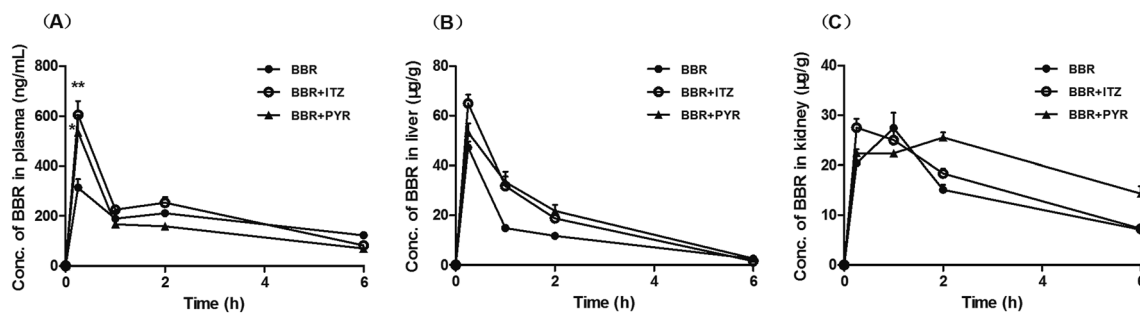 (A)
Conc. of BBR in plasma (ng/mL)
800
600
400
200
0
**
*
BBR
BBR+ITZ
BBR+PYR
0 2 4 6
Time (h)
(B)
Conc. of BBR in liver (μg/g)
80
60
40
20
0
BBR
BBR+ITZ
BBR+PYR
0 2 4 6
Time (h)
(C)
Conc. of BBR in kidney (μg/g)
40
30
20
10
0
BBR
BBR+ITZ
BBR+PYR
0 2 4 6
Time (h)